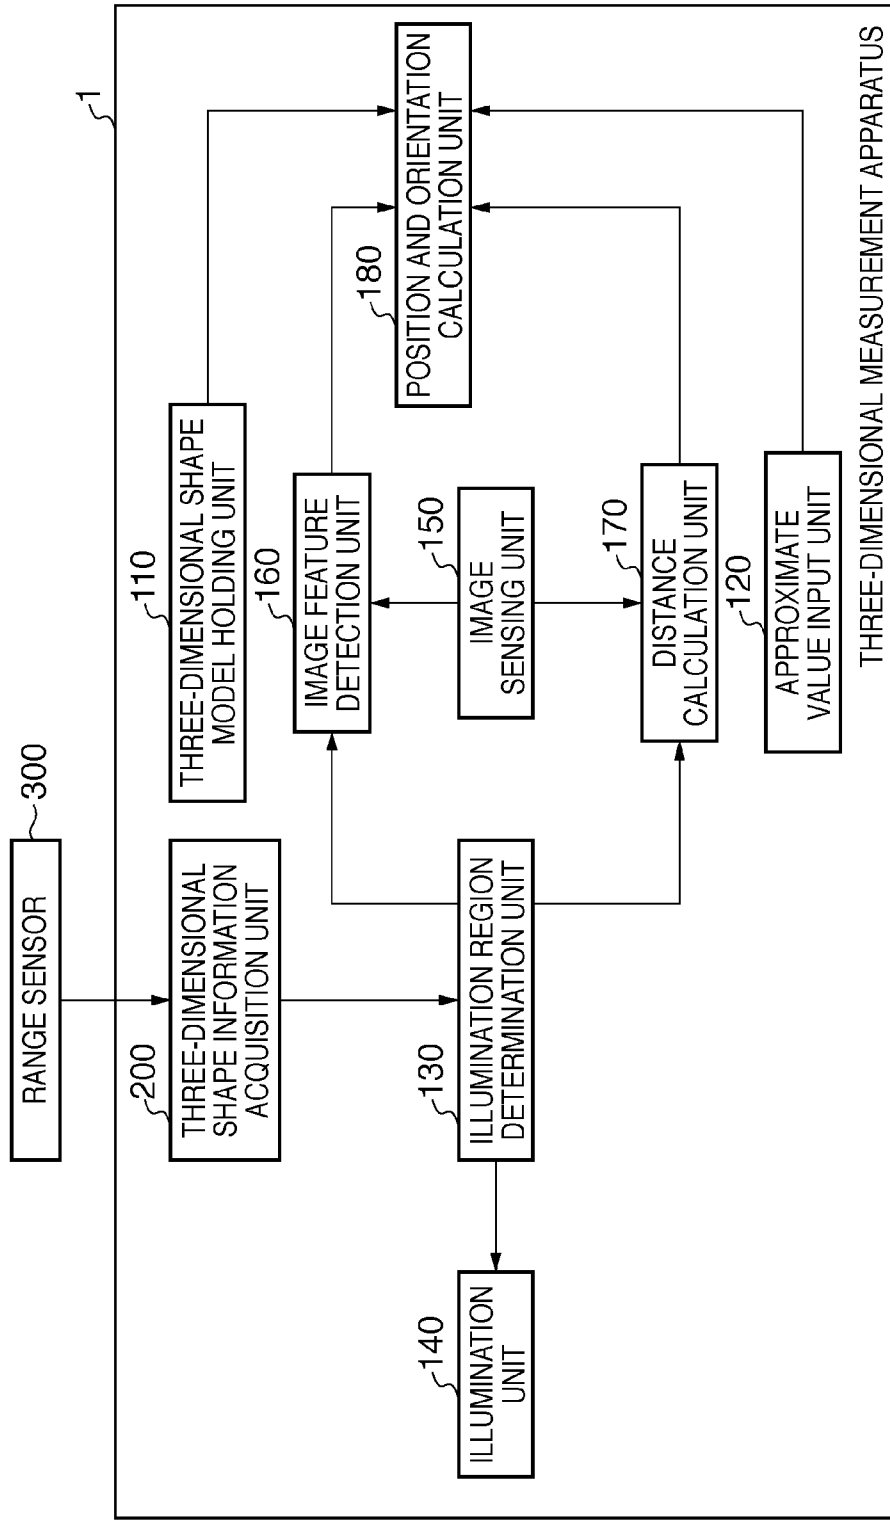 RANGE SENSOR
300
1
200
THREE-DIMENSIONAL
SHAPE INFORMATION
ACQUISITION UNIT
110
THREE-DIMENSIONAL SHAPE
MODEL HOLDING UNIT
160
IMAGE FEATURE
DETECTION UNIT
180
POSITION AND ORIENTATION
CALCULATION UNIT
140
ILLUMINATION
UNIT
130
ILLUMINATION REGION
DETERMINATION UNIT
150
IMAGE
SENSING UNIT
170
DISTANCE
CALCULATION UNIT
120
APPROXIMATE
VALUE INPUT UNIT
THREE-DIMENSIONAL MEASUREMENT APPARATUS